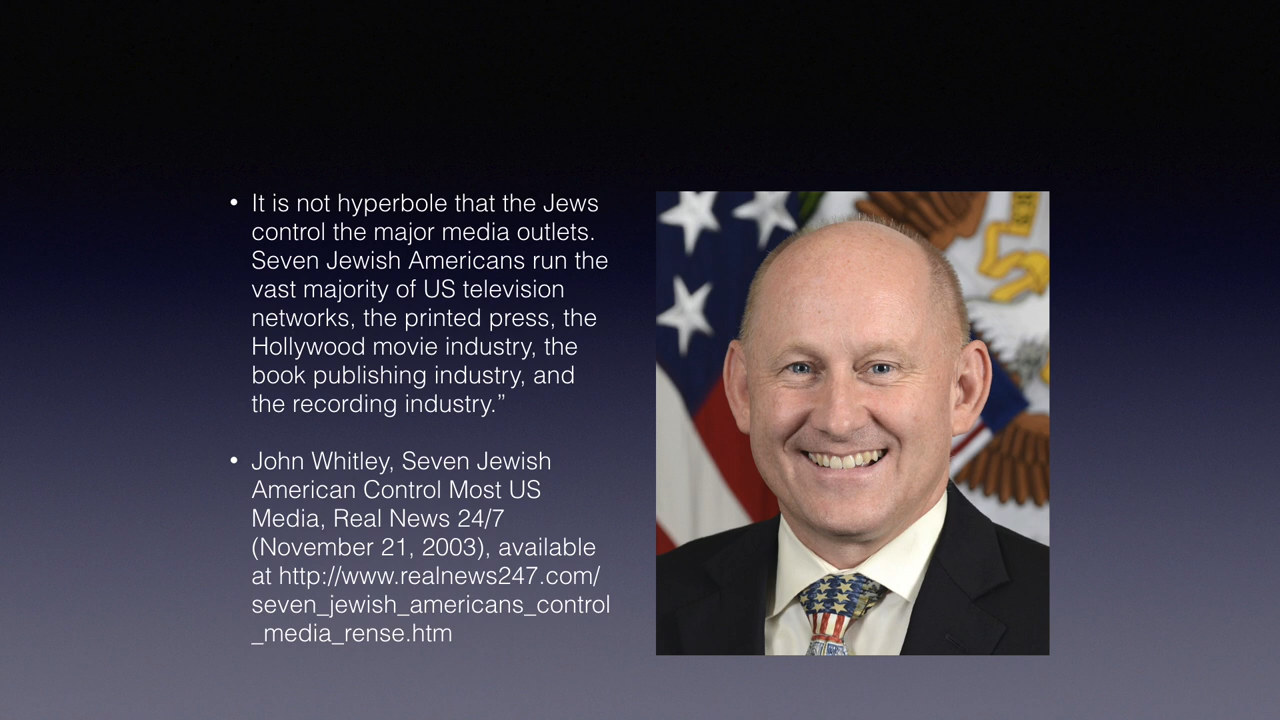 • It is not hyperbole that the Jews
control the major media outlets.
Seven Jewish Americans run the
vast majority of US television
networks, the printed press, the
Hollywood movie industry, the
book publishing industry, and
the recording industry.”
• John Whitley, Seven Jewish
American Control Most US
Media, Real News 24/7
(November 21, 2003), available
at http://www.realnews247.com/
seven_jewish_americans_control
_media_rense.htm